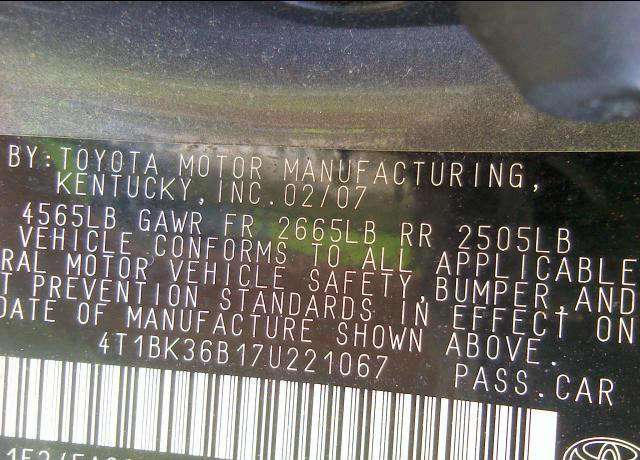 BY: TOYOTA MOTOR MANUFACTURING,
KENTUCKY, INC. 02/07
4565LB GAWR FR 2665LB RR 2505LB
VEHICLE CONFORMS TO ALL APPLICABLE
RAL MOTOR VEHICLE SAFETY, BUMPER, AND
T PREVENTION STANDARDS IN EFFECT ON
DATE OF MANUFACTURE SHOWN ABOVE.
4T1BK36B17U221067 PASS. CAR